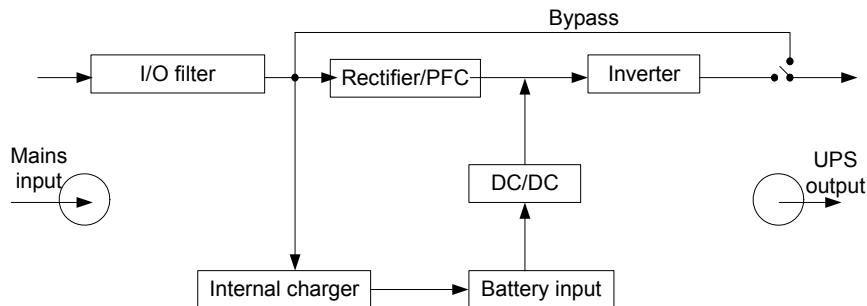 Bypass
I/O filter
Rectifier/PFC
Inverter
Mains
input
DC/DC
UPS
output
Internal charger
Battery input